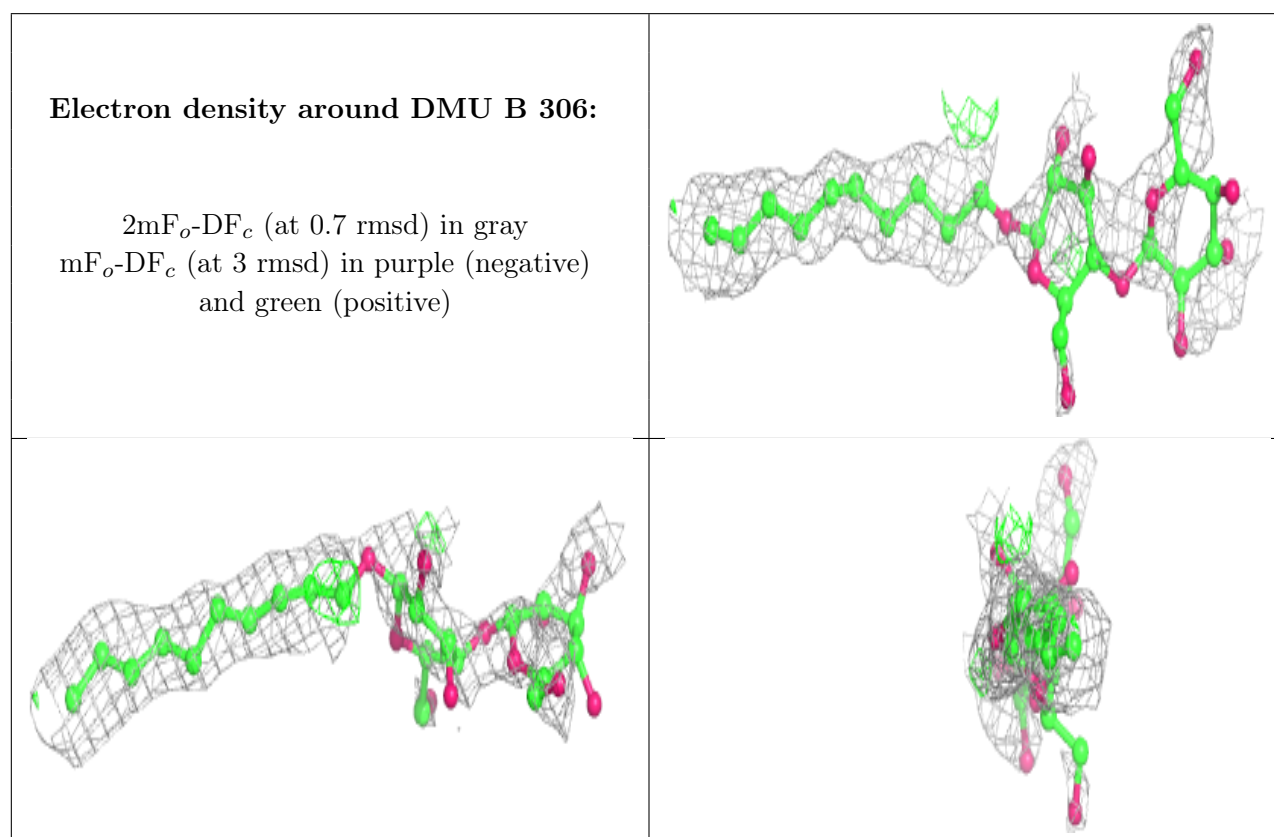 Electron density around DMU B 306:
2mFo-DFc (at 0.7 rmsd) in gray
mFo-DFc (at 3 rmsd) in purple (negative)
and green (positive)